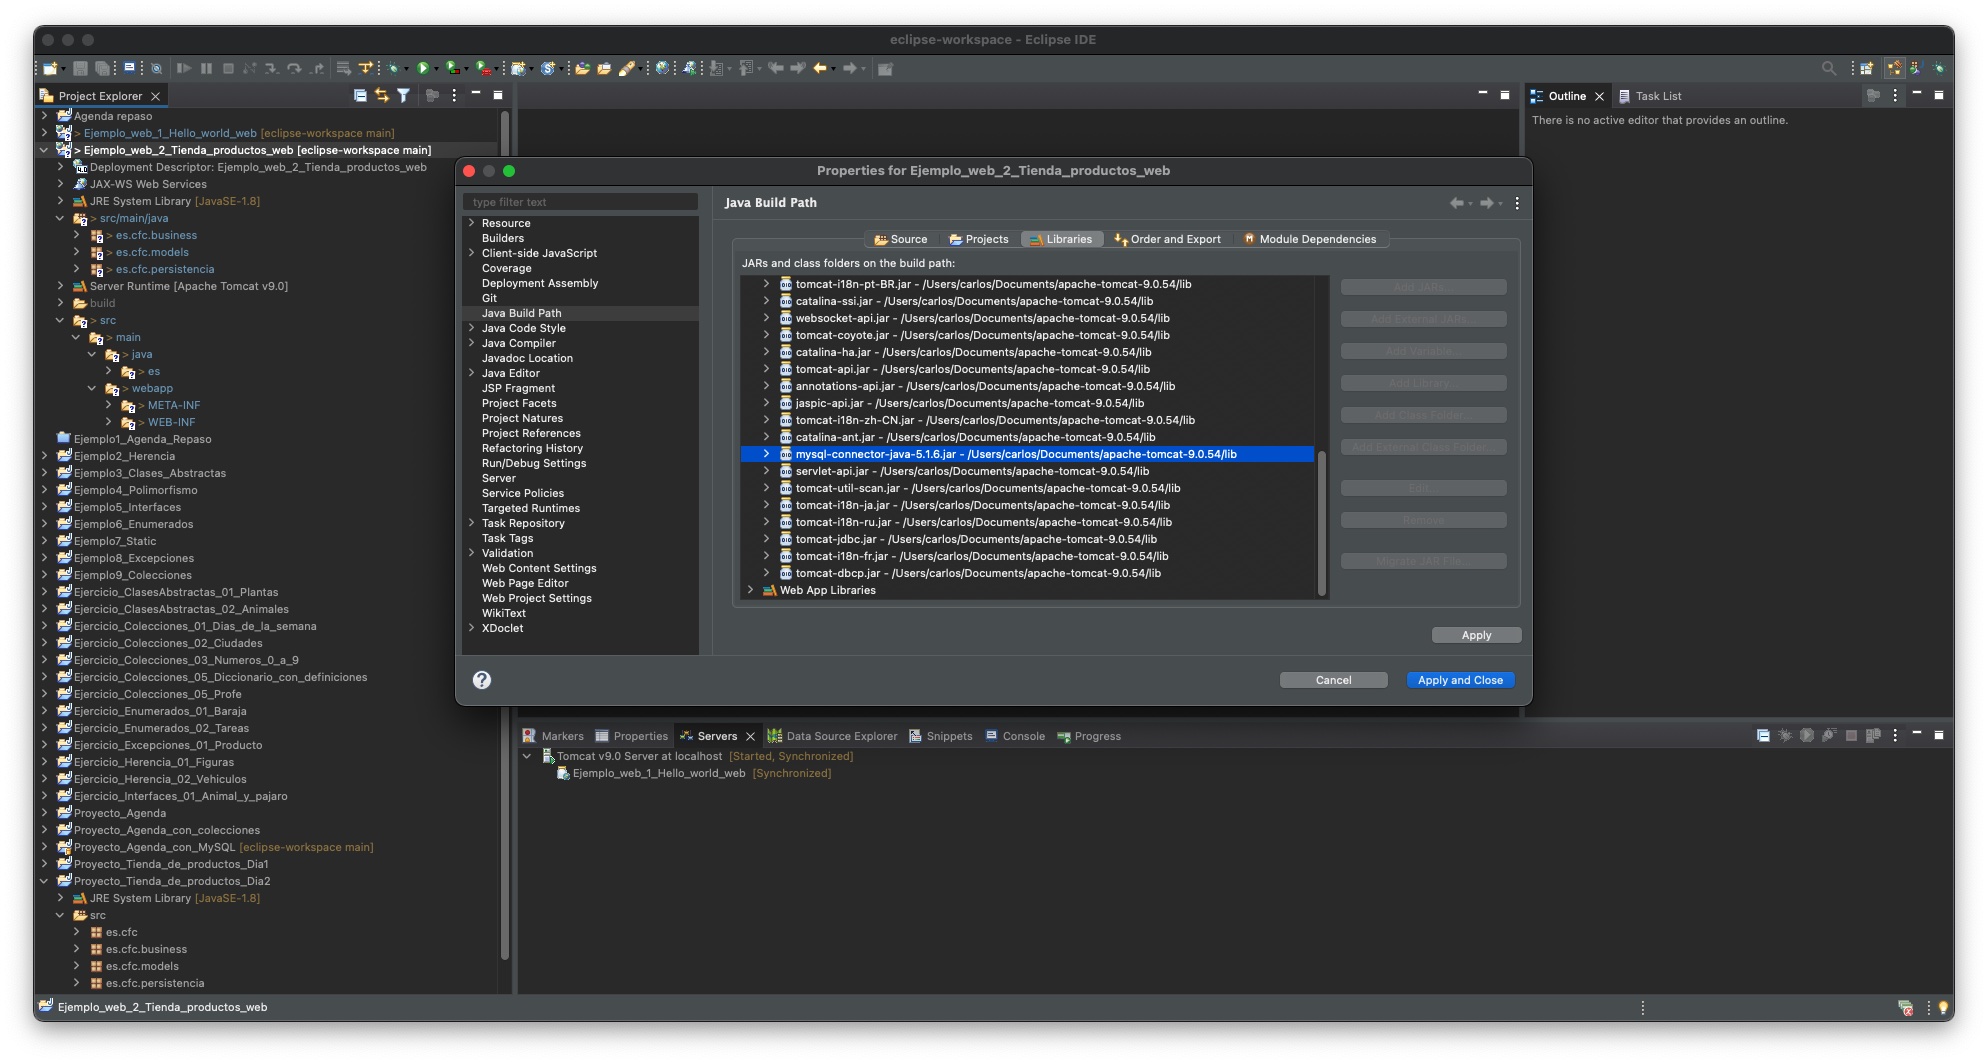 eclipse-workspace - Eclipse IDE
Project Explorer
Agenda repaso
> Ejemplo_web_1_Hello_world_web [eclipse-workspace main]
> Ejemplo_web_2_Tienda_productos_web [eclipse-workspace main]
Deployment Descriptor: Ejemplo_web_2_Tienda_productos_web
JAX-WS Web Services
JRE System Library [JavaSE-1.8]
> src/main/java
> es.cfc.business
> es.cfc.models
> es.cfc.persistencia
Server Runtime [Apache Tomcat v9.0]
build
> src
> main
> java
> es
> webapp
> META-INF
> WEB-INF
Ejemplo1_Agenda_Repaso
Ejemplo2_Herencia
Ejemplo3_Clases_Abstractas
Ejemplo4_Polimorfismo
Ejemplo5_Interfaces
Ejemplo6_Enumerados
Ejemplo7_Static
Ejemplo8_Excepciones
Ejemplo9_Colecciones
Ejercicio_ClasesAbstractas_01_Plantas
Ejercicio_ClasesAbstractas_02_Animales
Ejercicio_Colecciones_01_Dias_de_la_semana
Ejercicio_Colecciones_02_Ciudades
Ejercicio_Colecciones_03_Numeros_0_a_9
Ejercicio_Colecciones_05_Diccionario_con_definiciones
Ejercicio_Colecciones_05_Profe
Ejercicio_Enumerados_01_Baraja
Ejercicio_Enumerados_02_Tareas
Ejercicio_Excepciones_01_Producto
Ejercicio_Herencia_01_Figuras
Ejercicio_Herencia_02_Vehiculos
Ejercicio_Interfaces_01_Animal_y_pajaro
Proyecto_Agenda
Proyecto_Agenda_con_colecciones
Proyecto_Agenda_con_MySQL [eclipse-workspace main]
Proyecto_Tienda_de_productos_Dia1
Proyecto_Tienda_de_productos_Dia2
JRE System Library [JavaSE-1.8]
src
es.cfc
es.cfc.business
es.cfc.models
es.cfc.persistencia
Ejemplo_web_2_Tienda_productos_web
Properties for Ejemplo_web_2_Tienda_productos_web
type filter text
Resource
Builders
Client-side JavaScript
Coverage
Deployment Assembly
Git
Java Build Path
Java Code Style
Java Compiler
Javadoc Location
Java Editor
JSP Fragment
Project Facets
Project Natures
Project References
Refactoring History
Run/Debug Settings
Server
Service Policies
Targeted Runtimes
Task Repository
Task Tags
Validation
Web Content Settings
Web Page Editor
Web Project Settings
WikiText
XDoclet
Java Build Path
Source Projects Libraries Order and Export Module Dependencies
JARs and class folders on the build path:
tomcat-i18n-pt-BR.jar - /Users/carlos/Documents/apache-tomcat-9.0.54/lib
catalina-ssi.jar - /Users/carlos/Documents/apache-tomcat-9.0.54/lib
websocket-api.jar - /Users/carlos/Documents/apache-tomcat-9.0.54/lib
tomcat-coyote.jar - /Users/carlos/Documents/apache-tomcat-9.0.54/lib
catalina-ha.jar - /Users/carlos/Documents/apache-tomcat-9.0.54/lib
tomcat-api.jar - /Users/carlos/Documents/apache-tomcat-9.0.54/lib
annotations-api.jar - /Users/carlos/Documents/apache-tomcat-9.0.54/lib
jaspic-api.jar - /Users/carlos/Documents/apache-tomcat-9.0.54/lib
tomcat-i18n-zh-CN.jar - /Users/carlos/Documents/apache-tomcat-9.0.54/lib
catalina-ant.jar - /Users/carlos/Documents/apache-tomcat-9.0.54/lib
mysql-connector-java-5.1.6.jar - /Users/carlos/Documents/apache-tomcat-9.0.54/lib
servlet-api.jar - /Users/carlos/Documents/apache-tomcat-9.0.54/lib
tomcat-util-scan.jar - /Users/carlos/Documents/apache-tomcat-9.0.54/lib
tomcat-i18n-ja.jar - /Users/carlos/Documents/apache-tomcat-9.0.54/lib
tomcat-i18n-ru.jar - /Users/carlos/Documents/apache-tomcat-9.0.54/lib
tomcat-jdbc.jar - /Users/carlos/Documents/apache-tomcat-9.0.54/lib
tomcat-i18n-fr.jar - /Users/carlos/Documents/apache-tomcat-9.0.54/lib
tomcat-dbcp.jar - /Users/carlos/Documents/apache-tomcat-9.0.54/lib
Web App Libraries
Add JARs...
Add External JARs...
Add Variable...
Add Library...
Add Class Folder...
Add External Class Folder...
Edit...
Remove
Migrate JAR File...
Apply
Cancel Apply and Close
Outline Task List
There is no active editor that provides an outline.
Markers Properties Servers Data Source Explorer Snippets Console Progress
Tomcat v9.0 Server at localhost [Started, Synchronized]
Ejemplo_web_1_Hello_world_web [Synchronized]